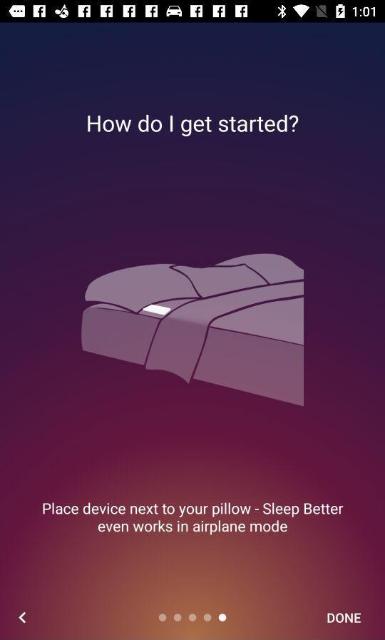 1:01
How do I get started?
Place device next to your pillow - Sleep Better
even works in airplane mode
DONE